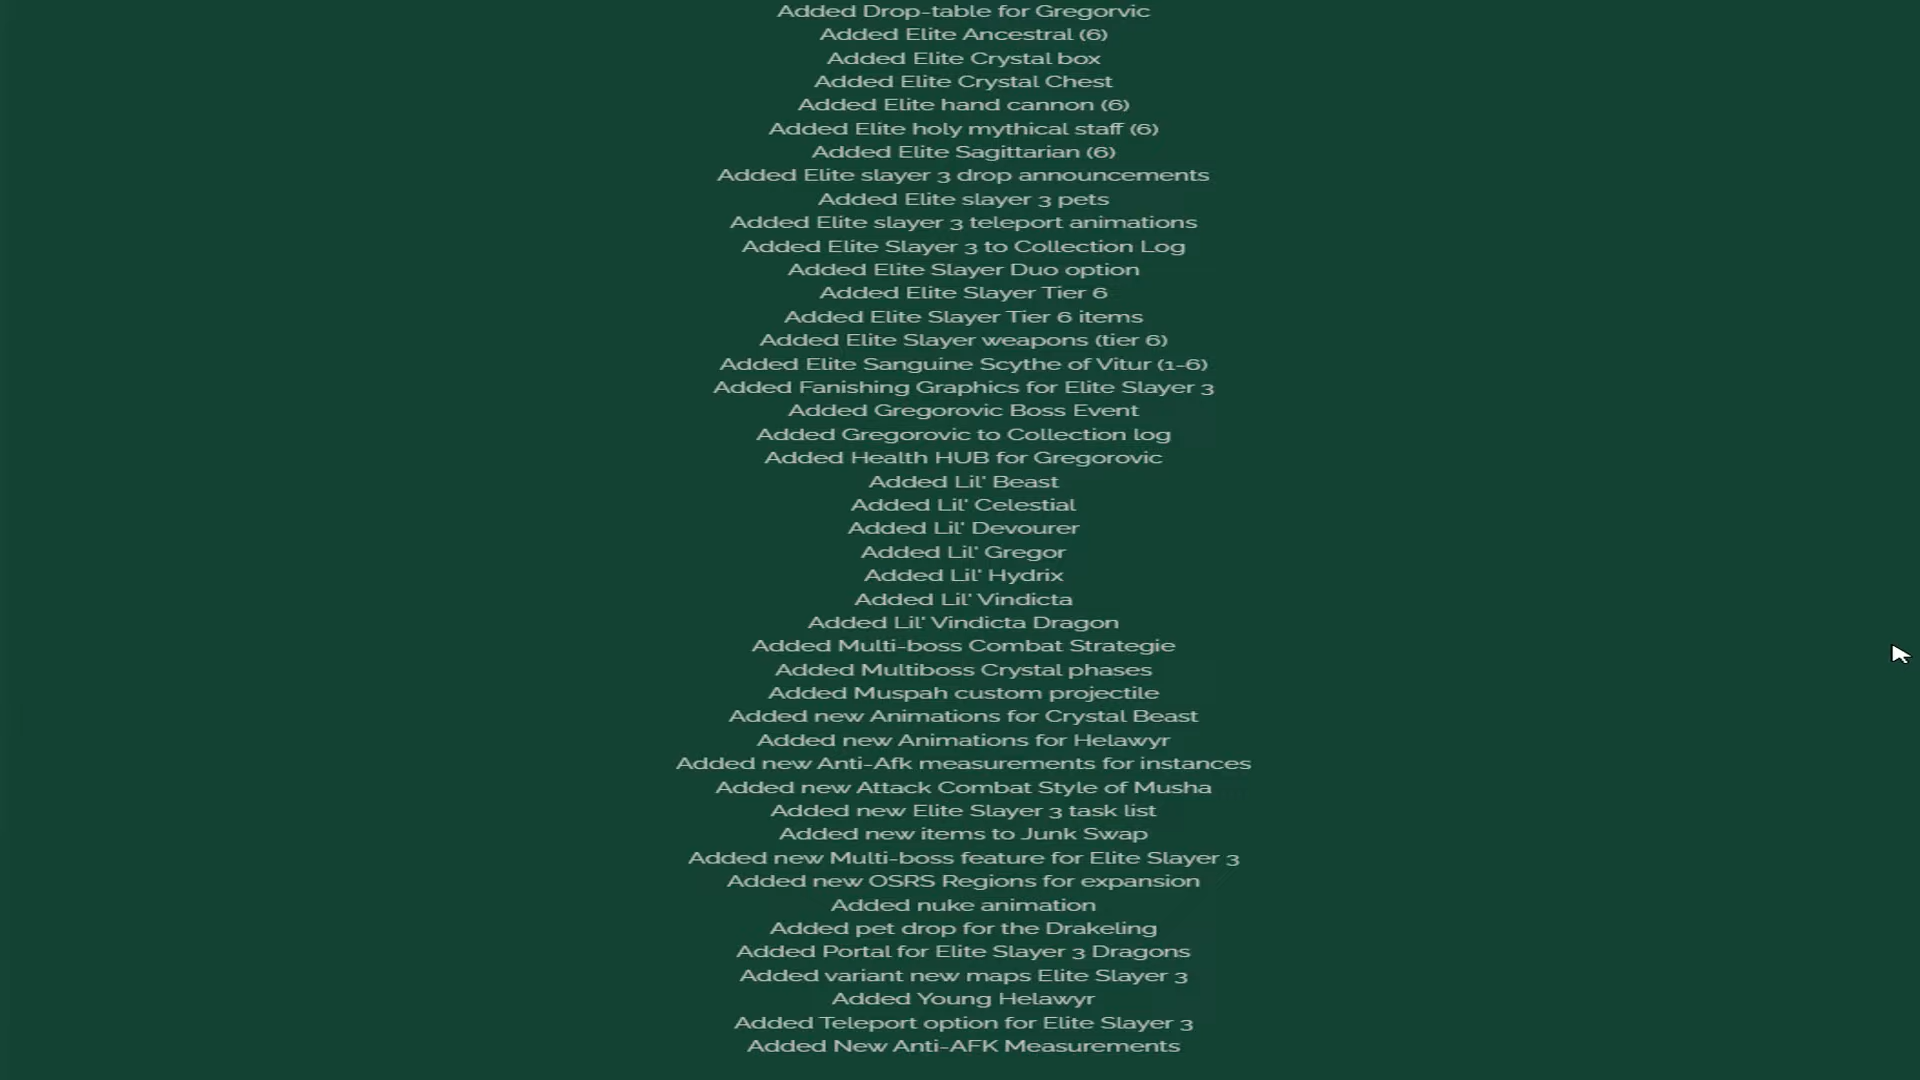 Added Drop-table for Gregorvic
Added Elite Ancestral (6)
Added Elite Crystal box
Added Elite Crystal Chest
Added Elite hand cannon (6)
Added Elite holy mythical staff (6)
Added Elite Sagittarian (6)
Added Elite slayer 3 drop announcements
Added Elite slayer 3 pets
Added Elite slayer 3 teleport animations
Added Elite Slayer 3 to Collection Log
Added Elite Slayer Duo option
Added Elite Slayer Tier 6
Added Elite Slayer Tier 6 items
Added Elite Slayer weapons (tier 6)
Added Elite Sanguine Scythe of Vitur (1-6)
Added Fanishing Graphics for Elite Slayer 3
Added Gregorovic Boss Event
Added Gregorovic to Collection log
Added Health HUB for Gregorovic
Added Lil' Beast
Added Lil' Celestial
Added Lil' Devourer
Added Lil' Gregor
Added Lil' Hydrix
Added Lil' Vindicta
Added Lil' Vindicta Dragon
Added Multi-boss Combat Strategie
Added Multiboss Crystal phases
Added Muspah custom projectile
Added new Animations for Crystal Beast
Added new Animations for Helawyr
Added new Anti-Afk measurements for instances
Added new Attack Combat Style of Musha
Added new Elite Slayer 3 task list
Added new items to Junk Swap
Added new Multi-boss feature for Elite Slayer 3
Added new OSRS Regions for expansion
Added nuke animation
Added pet drop for the Drakeling
Added Portal for Elite Slayer 3 Dragons
Added variant new maps Elite Slayer 3
Added Young Helawyr
Added Teleport option for Elite Slayer 3
Added New Anti-AFK Measurements